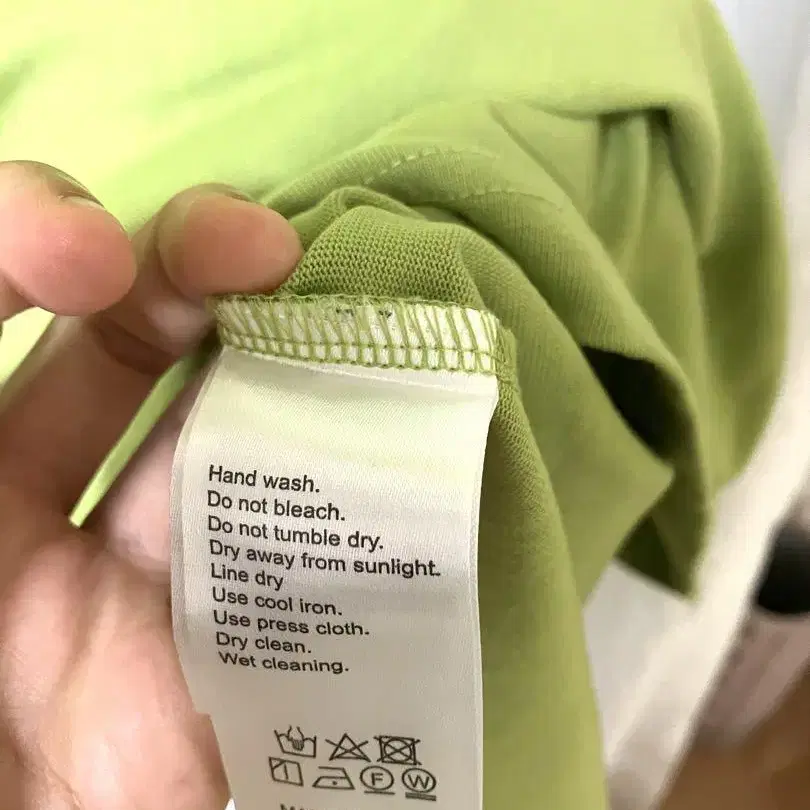 Hand wash.
Do not bleach.
Do not tumble dry.
Dry away from sunlight.
Line dry
Use cool iron.
Use press cloth.
Dry clean.
Wet cleaning.
F W